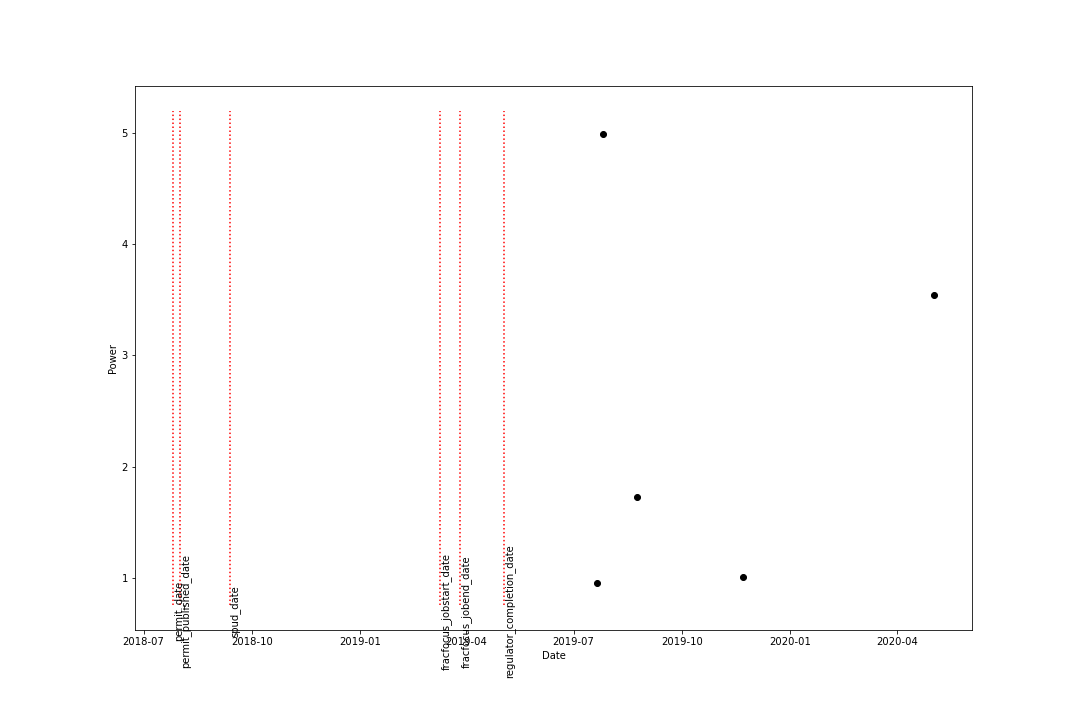 5
4
3
2
1
Power
permit_date
permit_published_date
spud_date
fracfocus_jobstart_date
fracfocus_jobend_date
regulator_completion_date
2018-07
2018-10
2019-01
2019-04
2019-07
2019-10
2020-01
2020-04
Date